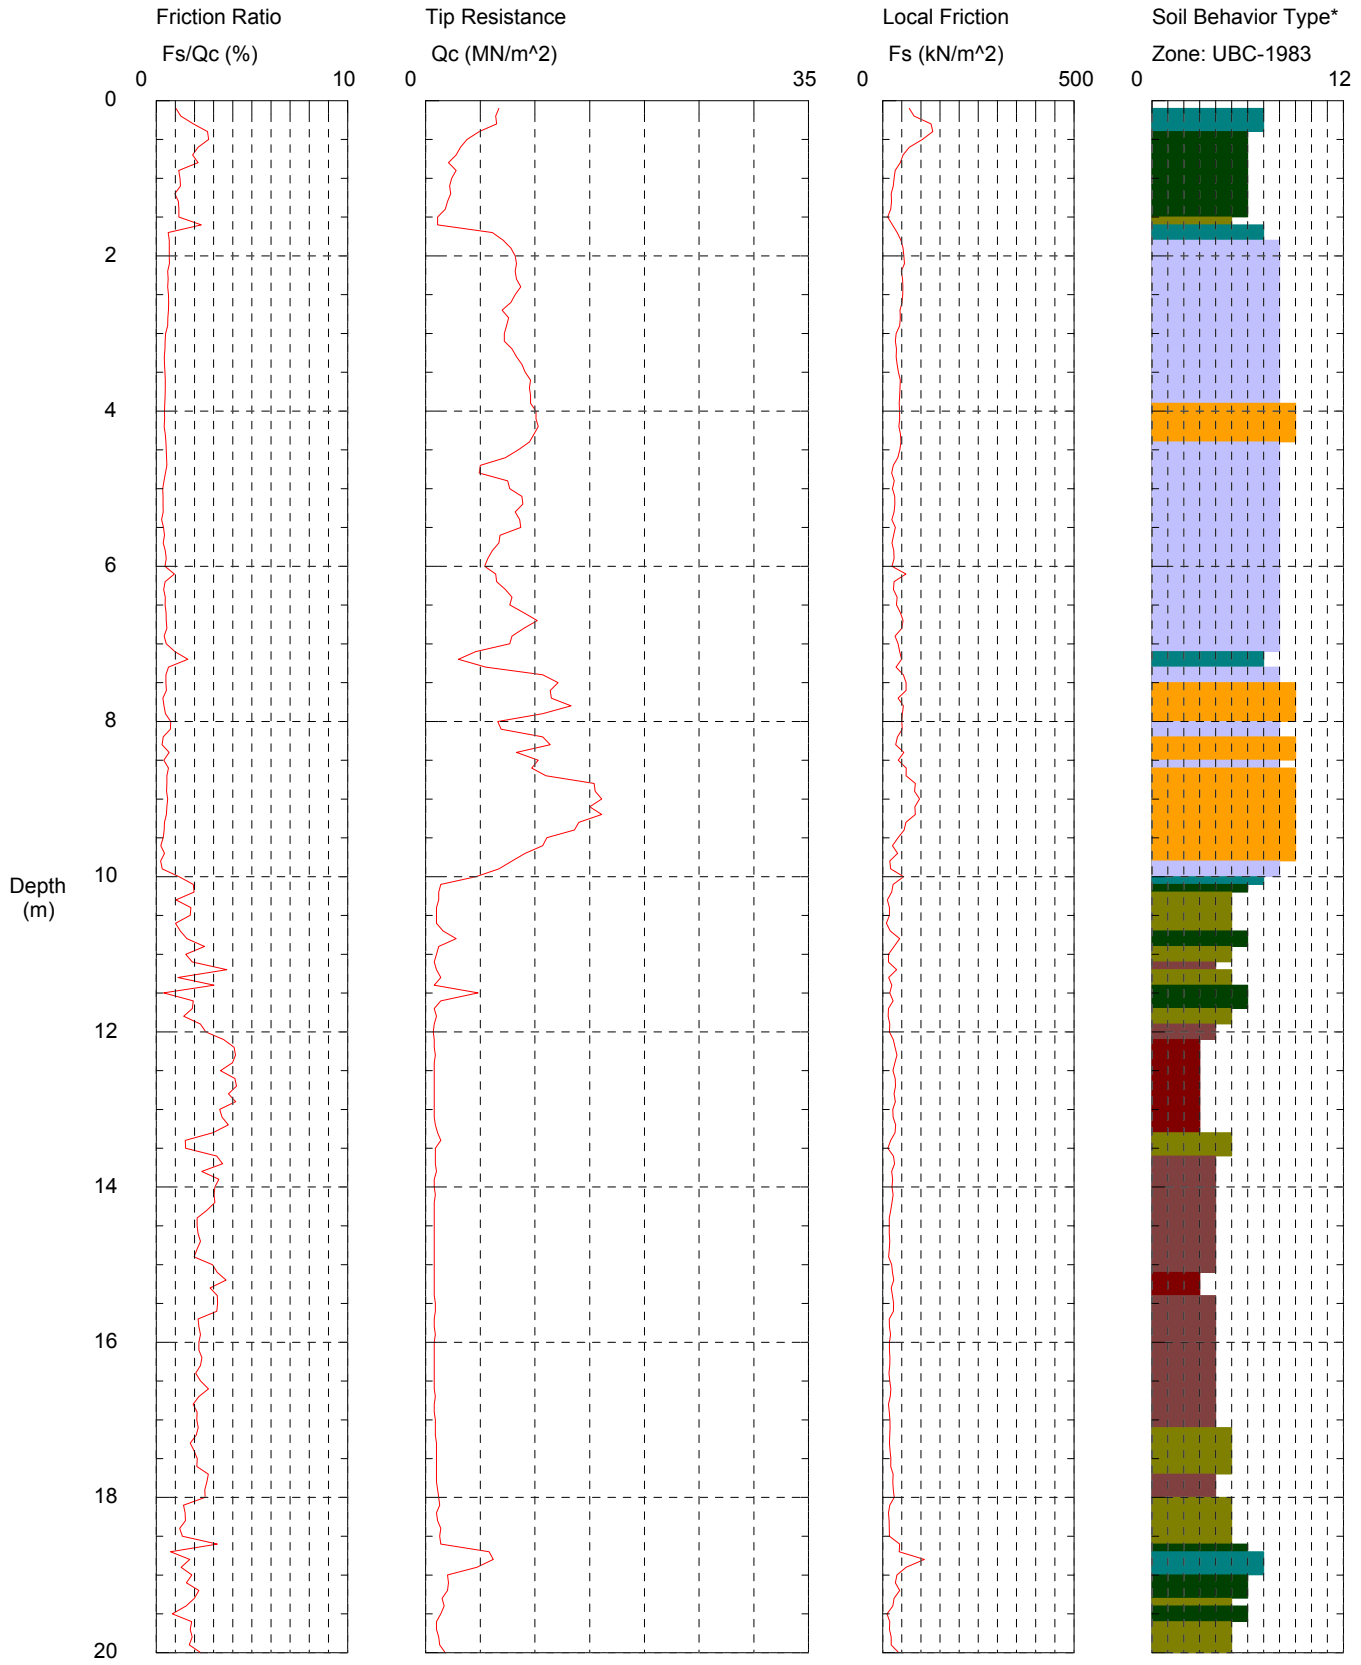 Friction Ratio
Tip Resistance
Local Friction
Soil Behavior Type*
Fs/Qc (%)
Qc (MN/m^2)
Fs (kN/m^2)
Zone: UBC-1983
0
10
0
35
0
500
0
12
0
2
4
6
8
10
Depth
(m)
12
14
16
18
20